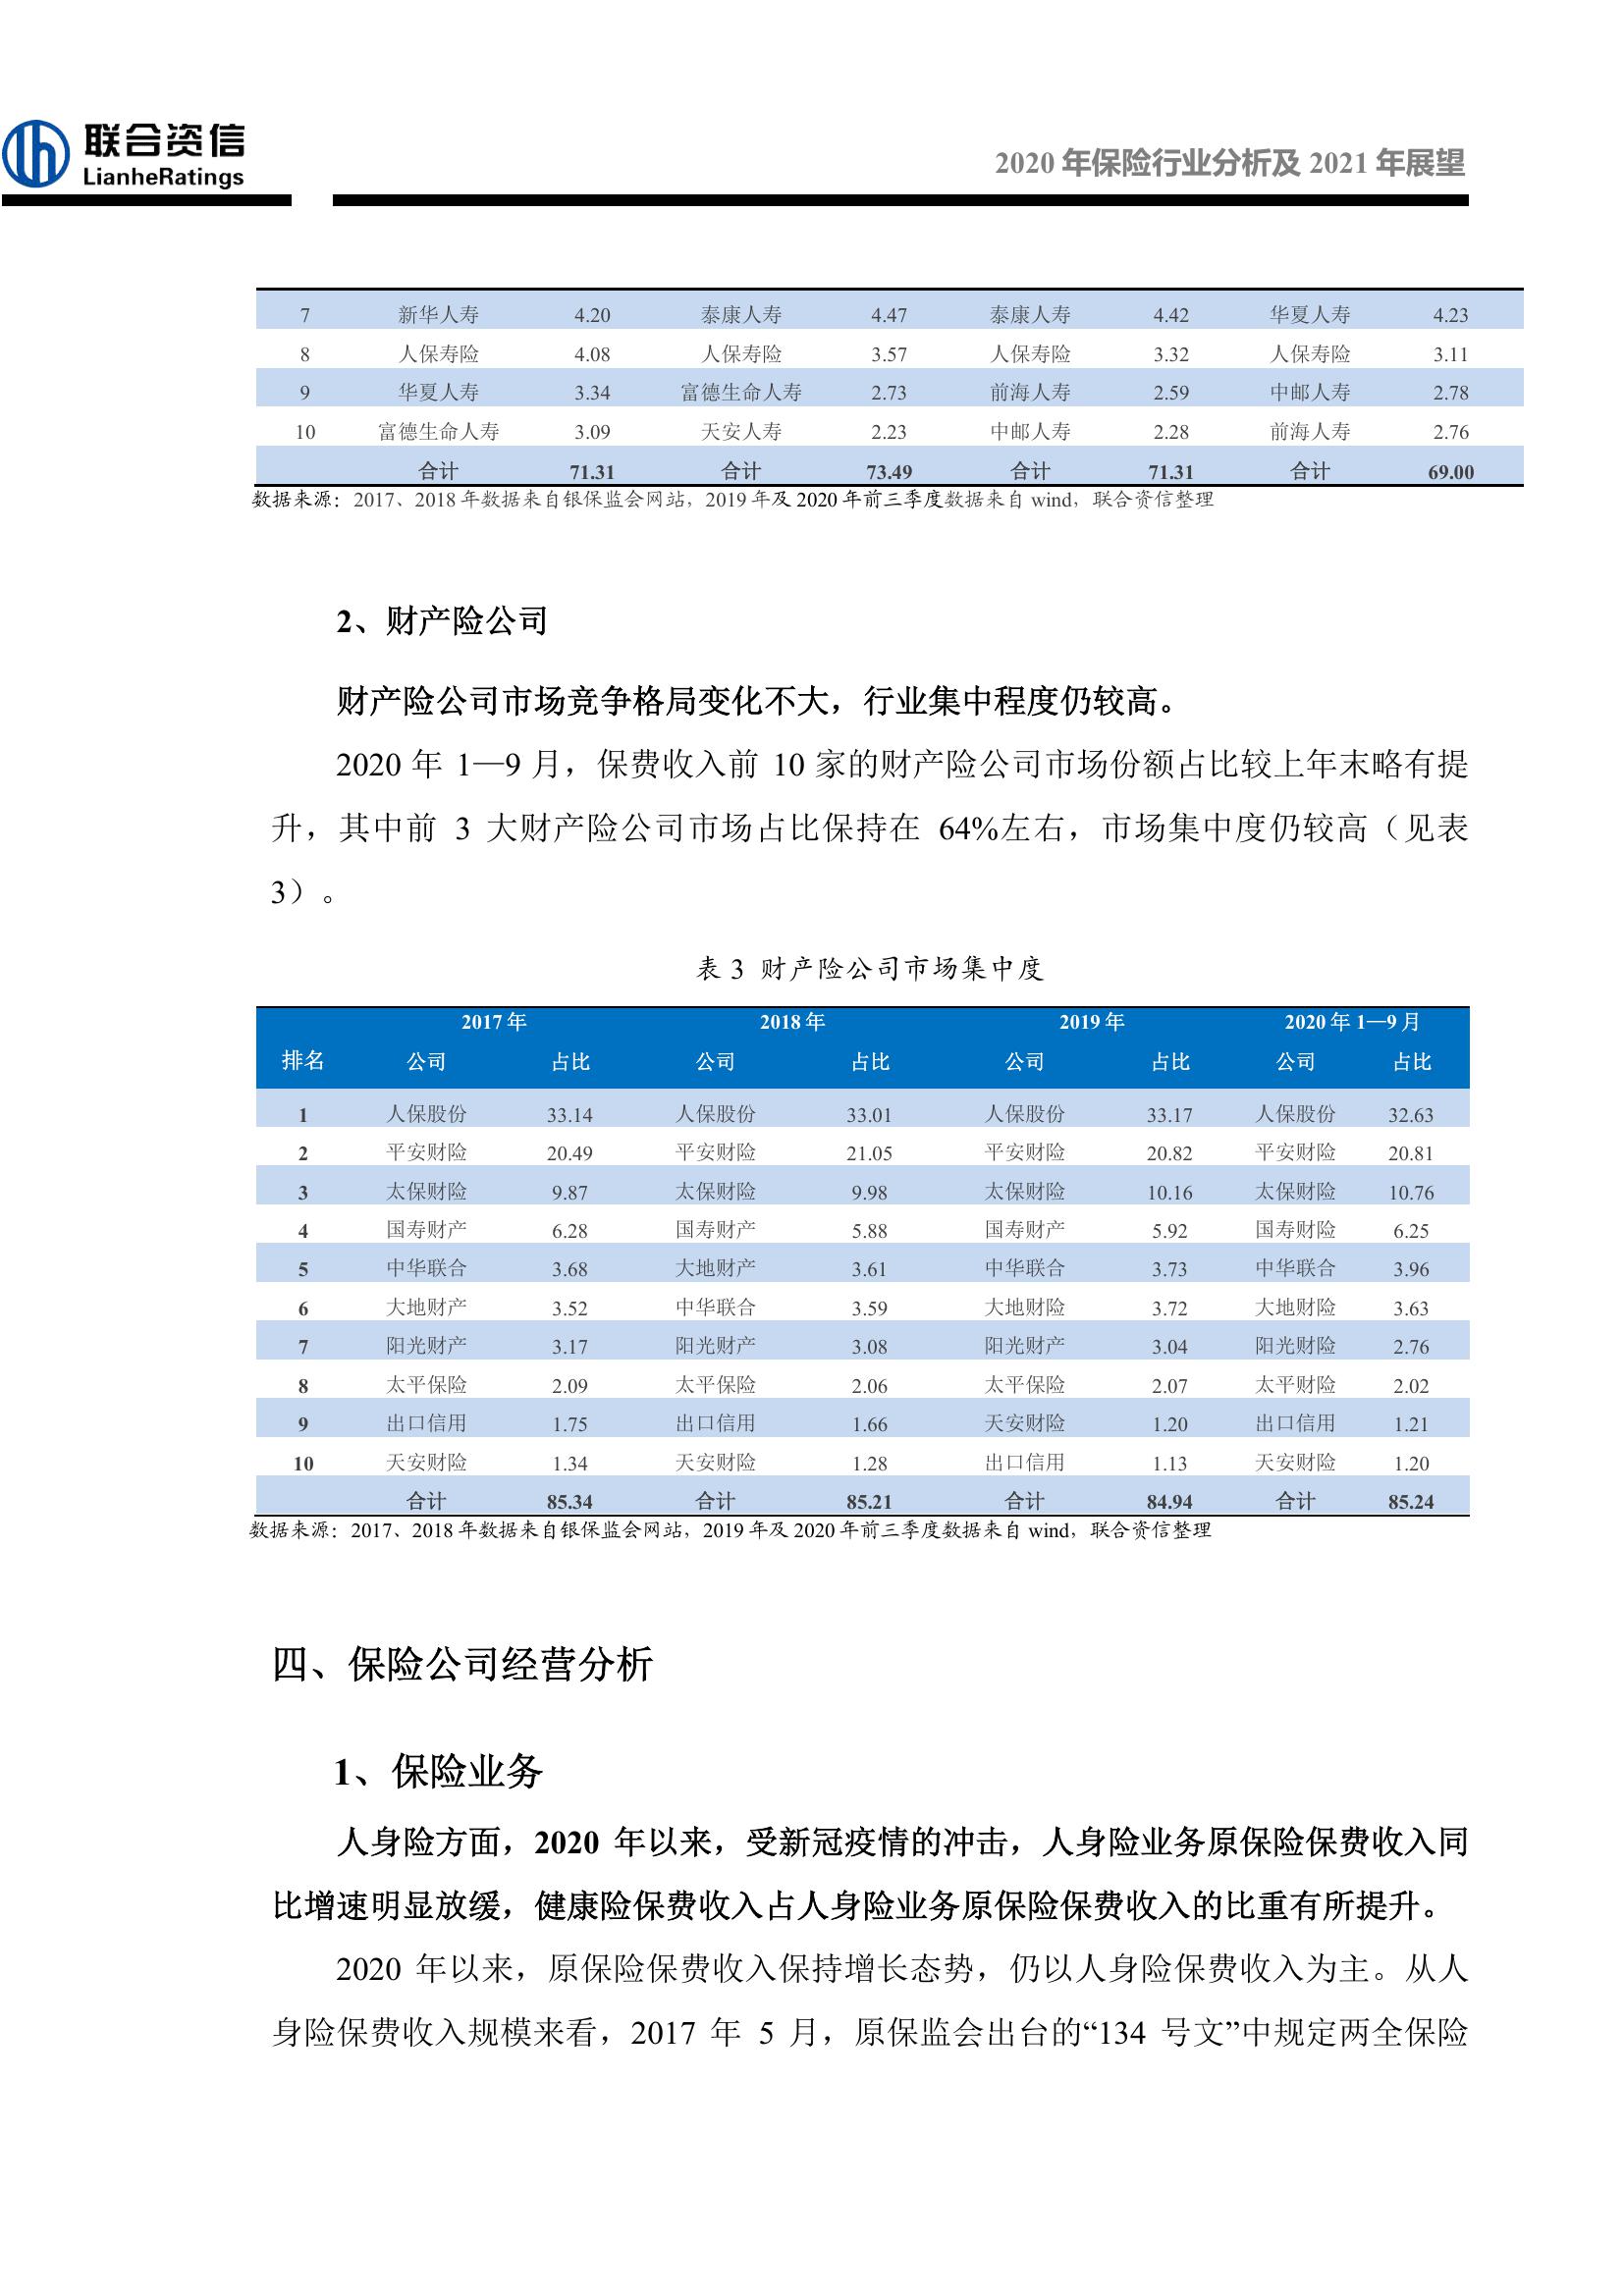 联合资信
LianheRatings
2020 年保险行业分析及 2021 年展望
7 新华人寿 4.20 泰康人寿 4.47 泰康人寿 4.42 华夏人寿 4.23
8 人保寿险 4.08 人保寿险 3.57 人保寿险 3.32 人保寿险 3.11
9 华夏人寿 3.34 富德生命人寿 2.73 前海人寿 2.59 中邮人寿 2.78
10 富德生命人寿 3.09 天安人寿 2.23 中邮人寿 2.28 前海人寿 2.76
合计 71.31 合计 73.49 合计 71.31 合计 69.00
数据来源：2017、2018 年数据来自银保监会网站，2019 年及 2020 年前三季度数据来自 wind，联合资信整理
2、财产险公司
财产险公司市场竞争格局变化不大，行业集中程度仍较高。
2020 年 1—9 月，保费收入前 10 家的财产险公司市场份额占比较上年末略有提
升，其中前 3 大财产险公司市场占比保持在 64%左右，市场集中度仍较高（见表
3）。
表 3 财产险公司市场集中度
2017 年 2018 年 2019 年 2020 年 1—9 月
排名 公司 占比 公司 占比 公司 占比 公司 占比
1 人保股份 33.14 人保股份 33.01 人保股份 33.17 人保股份 32.63
2 平安财险 20.49 平安财险 21.05 平安财险 20.82 平安财险 20.81
3 太保财险 9.87 太保财险 9.98 太保财险 10.16 太保财险 10.76
4 国寿财产 6.28 国寿财产 5.88 国寿财产 5.92 国寿财险 6.25
5 中华联合 3.68 大地财产 3.61 中华联合 3.73 中华联合 3.96
6 大地财产 3.52 中华联合 3.59 大地财险 3.72 大地财险 3.63
7 阳光财产 3.17 阳光财产 3.08 阳光财产 3.04 阳光财险 2.76
8 太平保险 2.09 太平保险 2.06 太平保险 2.07 太平财险 2.02
9 出口信用 1.75 出口信用 1.66 天安财险 1.20 出口信用 1.21
10 天安财险 1.34 天安财险 1.28 出口信用 1.13 天安财险 1.20
合计 85.34 合计 85.21 合计 84.94 合计 85.24
数据来源：2017、2018 年数据来自银保监会网站，2019 年及 2020 年前三季度数据来自 wind，联合资信整理
四、保险公司经营分析
1、保险业务
人身险方面，2020 年以来，受新冠疫情的冲击，人身险业务原保险保费收入同
比增速明显放缓，健康险保费收入占人身险业务原保险保费收入的比重有所提升。
2020 年以来，原保险保费收入保持增长态势，仍以人身险保费收入为主。从人
身险保费收入规模来看，2017 年 5 月，原保监会出台的“134 号文”中规定两全保险